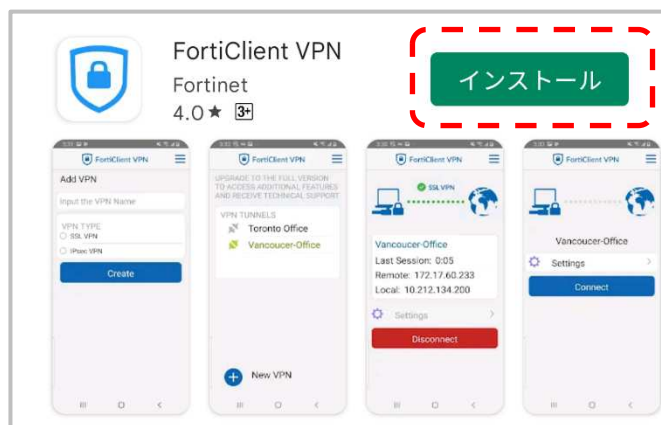 FortiClient VPN
Fortinet
4.0★ 3+
インストール
FortiClient VPN
Add VPN
Input the VPN Name
VPN TYPE
SSL VPN
IPsec VPN
Create
FortiClient VPN
UPGRADE TO THE FULL VERSION
TO ACCESS ADDITIONAL FEATURES
AND RECEIVE TECHNICAL SUPPORT
VPN TUNNELS
Toronto Office
Vancoucer-Office
New VPN
FortiClient VPN
SSL VPN
Vancoucer-Office
Last Session: 0:05
Remote: 172.17.60.233
Local: 10.212.134.200
Settings
Disconnect
FortiClient VPN
Vancoucer-Office
Settings
Connect